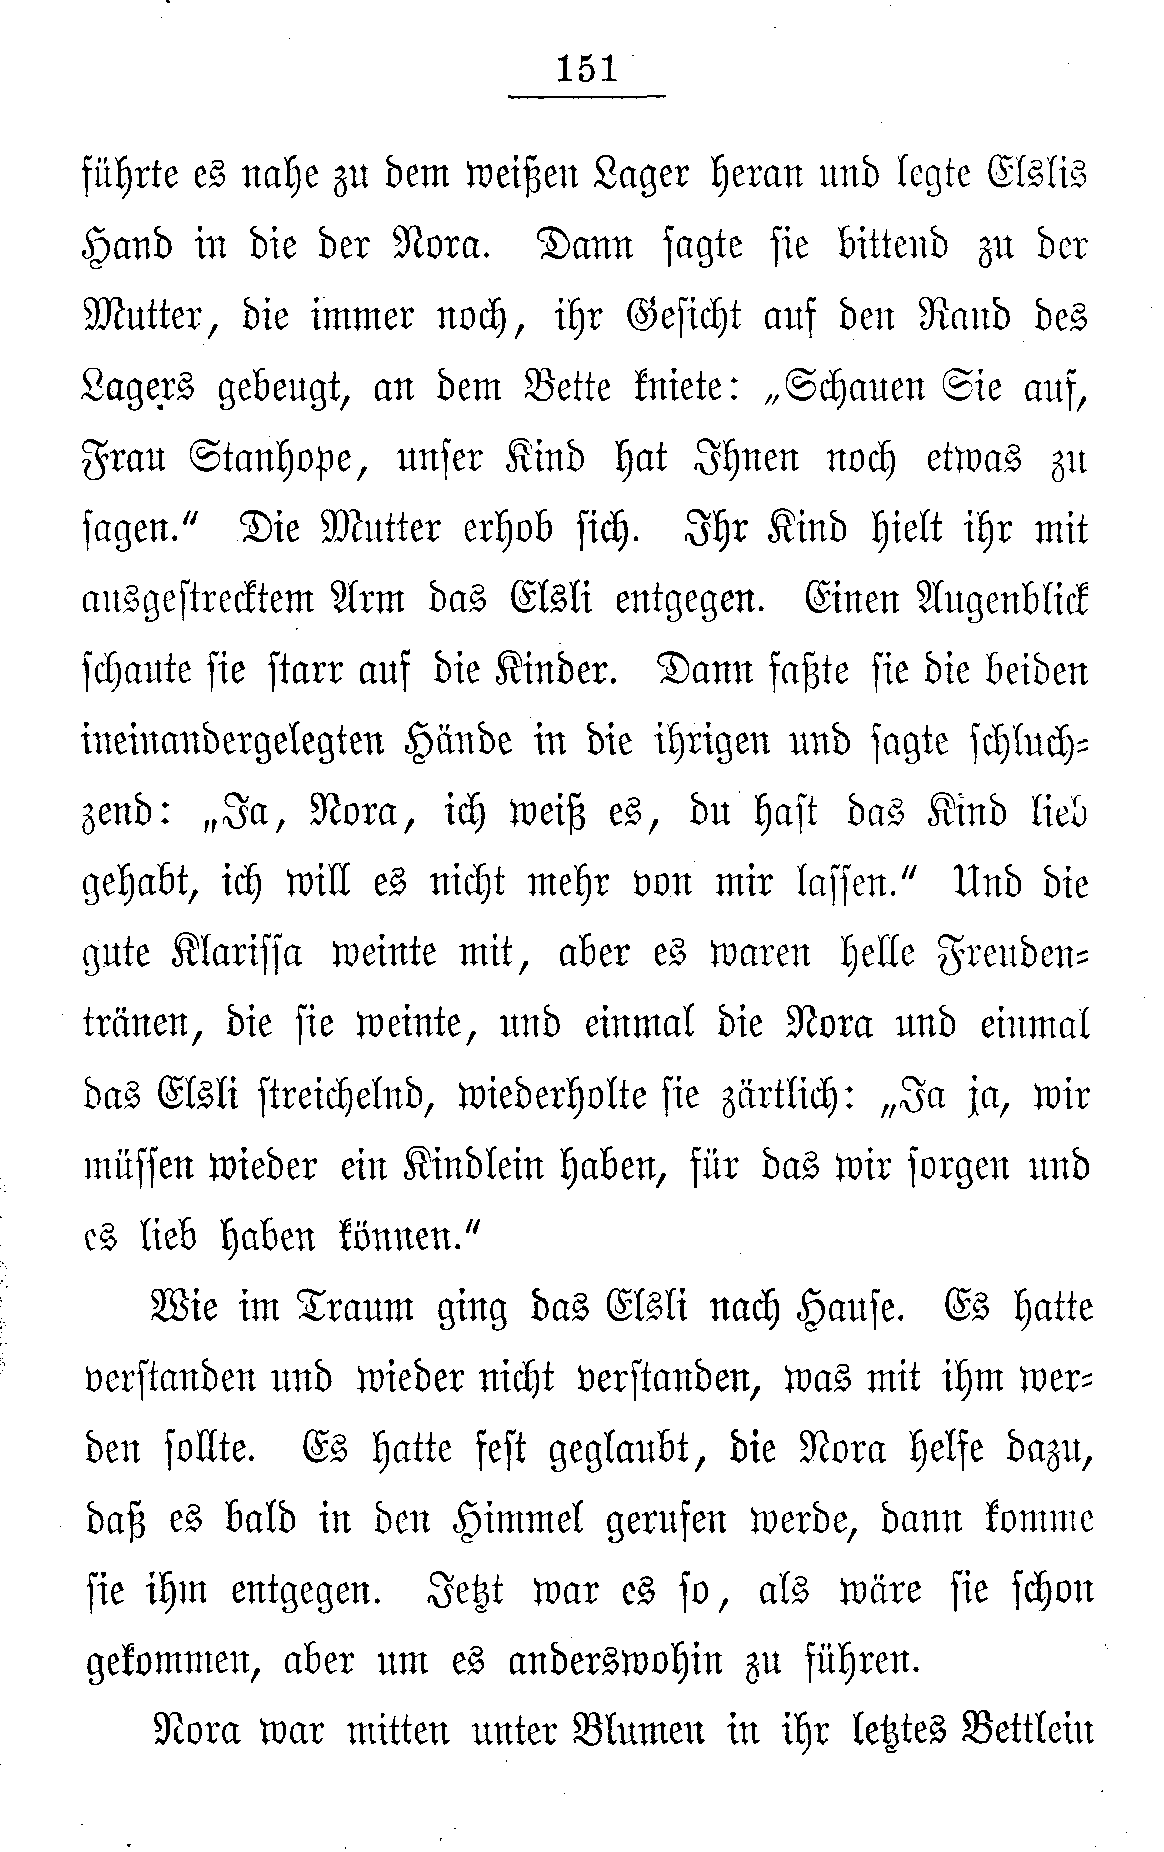 151
führte es nahe zu dem weißen Lager heran und legte Elslis
Hand in die der Nora. Dann sagte sie bittend zu der
Mutter, die immer noch, ihr Gesicht auf den Rand des
Lagers gebeugt, an dem Bette kniete: „Schauen Sie auf,
Frau Stanhope, unser Kind hat Ihnen noch etwas zu
sagen.“ Die Mutter erhob sich. Ihr Kind hielt ihr mit
ausgestrecktem Arm das Elsli entgegen. Einen Augenblick
schaute sie starr auf die Kinder. Dann faßte sie die beiden
ineinandergelegten Hände in die ihrigen und sagte schluch-
zend: „Ja, Nora, ich weiß es, du hast das Kind lieb
gehabt, ich will es nicht mehr von mir lassen.“ Und die
gute Klarissa weinte mit, aber es waren helle Freuden-
tränen, die sie weinte, und einmal die Nora und einmal
das Elsli streichelnd, wiederholte sie zärtlich: „Ja ja, wir
müssen wieder ein Kindlein haben, für das wir sorgen und
es lieb haben können.“
Wie im Traum ging das Elsli nach Hause. Es hatte
verstanden und wieder nicht verstanden, was mit ihm wer-
den sollte. Es hatte fest geglaubt, die Nora helfe dazu,
daß es bald in den Himmel gerufen werde, dann komme
sie ihm entgegen. Jetzt war es so, als wäre sie schon
gekommen, aber um es anderswohin zu führen.
Nora war mitten unter Blumen in ihr letztes Bettlein